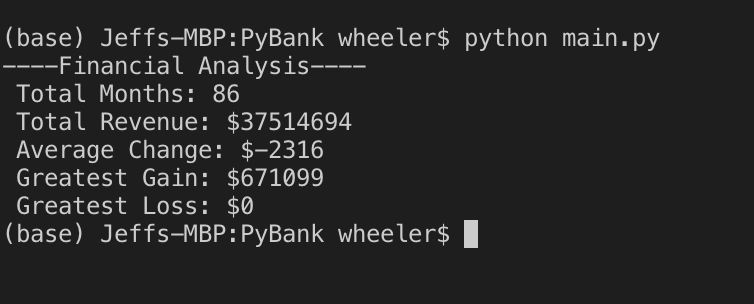 (base) Jeffs-MBP:PyBank wheeler$ python main.py
----Financial Analysis----
Total Months: 86
Total Revenue: $37514694
Average Change: $-2316
Greatest Gain: $671099
Greatest Loss: $0
(base) Jeffs-MBP:PyBank wheeler$